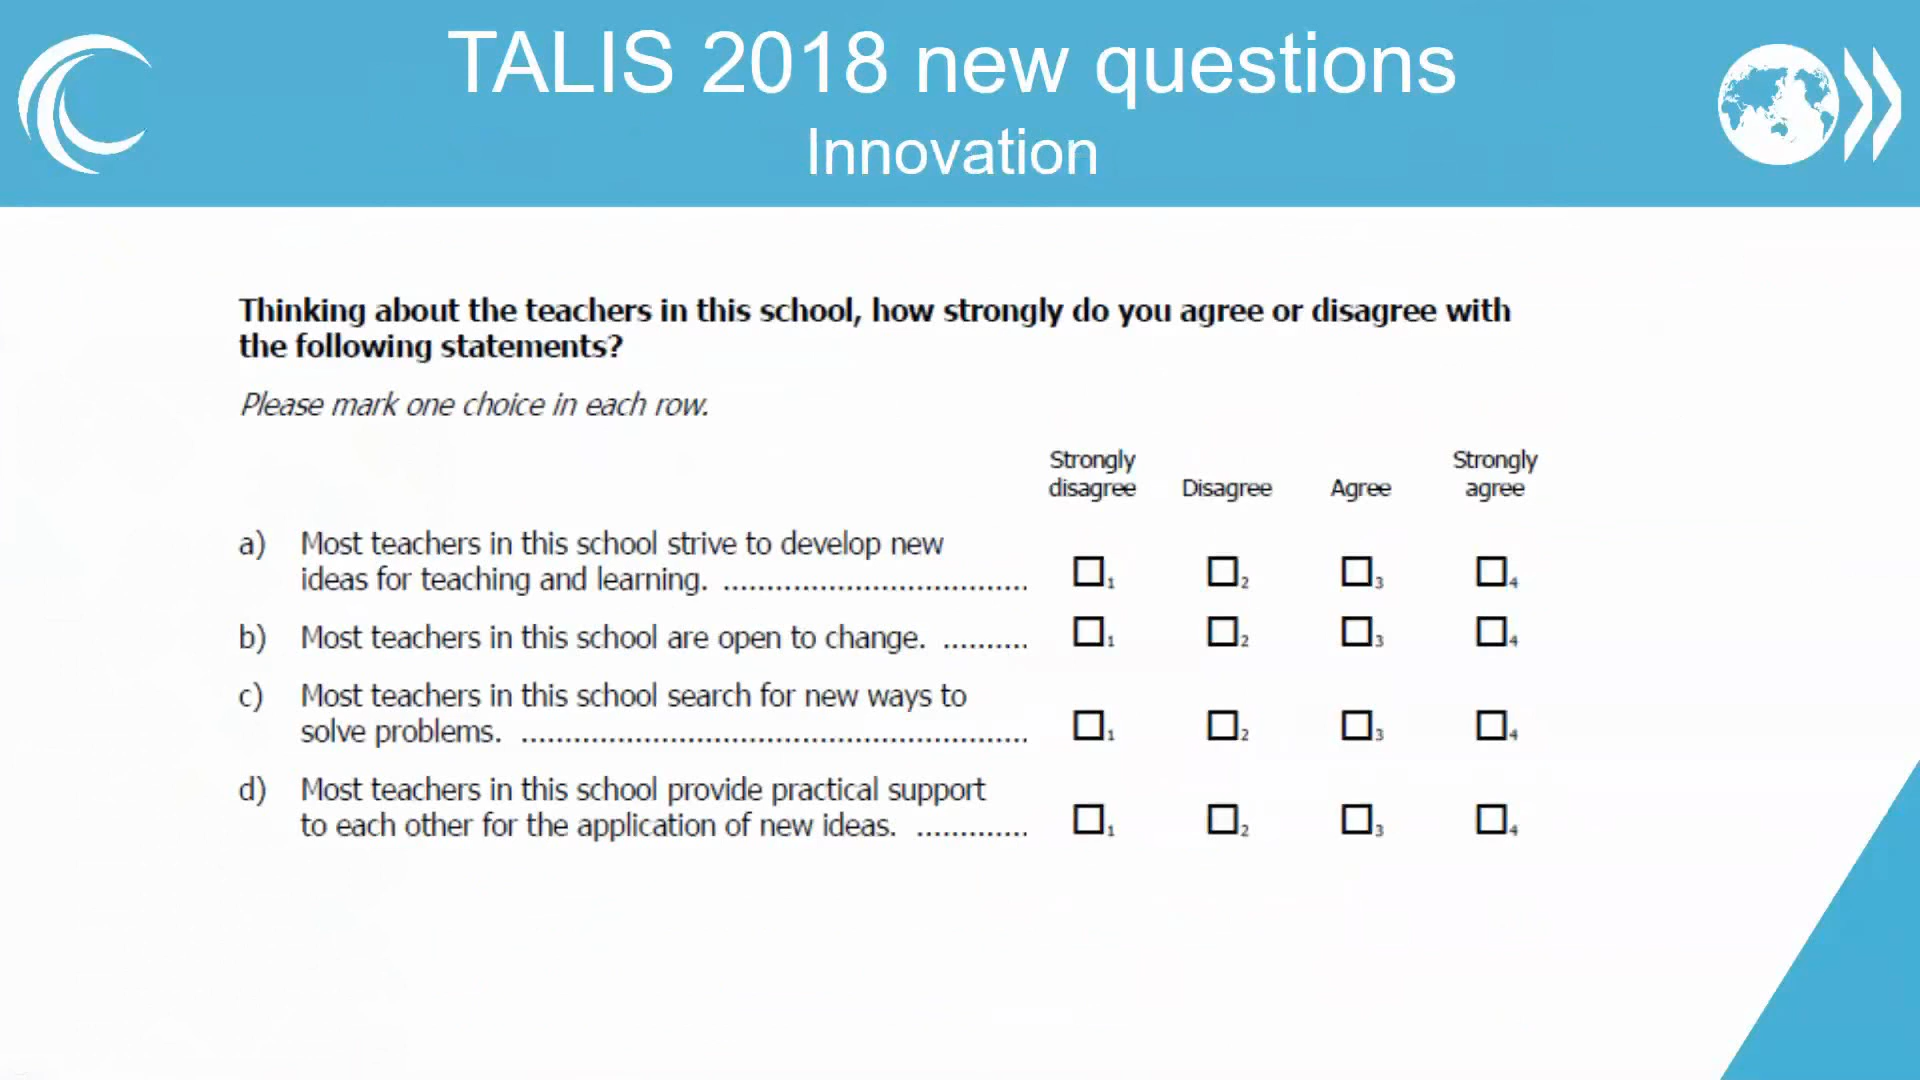 TALIS 2018 new questions
Innovation
Thinking about the teachers in this school, how strongly do you agree or disagree with
the following statements?
Please mark one choice in each row.
Strongly disagree Disagree Agree Strongly agree
a) Most teachers in this school strive to develop new
ideas for teaching and learning. ................................... □1 □2 □3 □4
b) Most teachers in this school are open to change. .......... □1 □2 □3 □4
c) Most teachers in this school search for new ways to
solve problems. .......................................................... □1 □2 □3 □4
d) Most teachers in this school provide practical support
to each other for the application of new ideas. ............. □1 □2 □3 □4